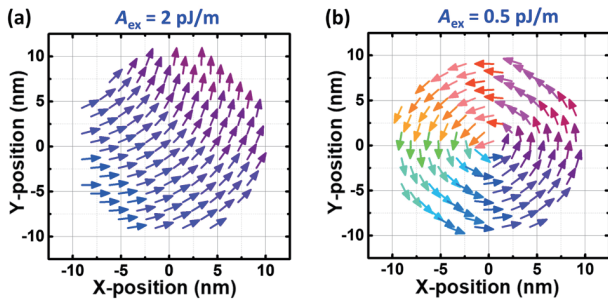 (a) A_ex = 2 pJ/m
Y-position (nm)
10
5
0
-5
-10
-10 -5 0 5 10
X-position (nm)
(b) A_ex = 0.5 pJ/m
Y-position (nm)
10
5
0
-5
-10
-10 -5 0 5 10
X-position (nm)